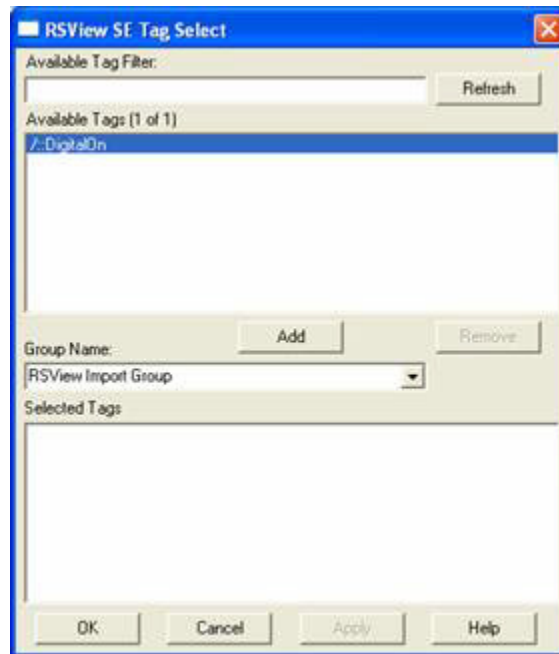 RSView SE Tag Select
Available Tag Filter:
Refresh
Available Tags (1 of 1)
/::DigitalOn
Add
Remove
Group Name:
RSView Import Group
Selected Tags
OK Cancel Apply Help